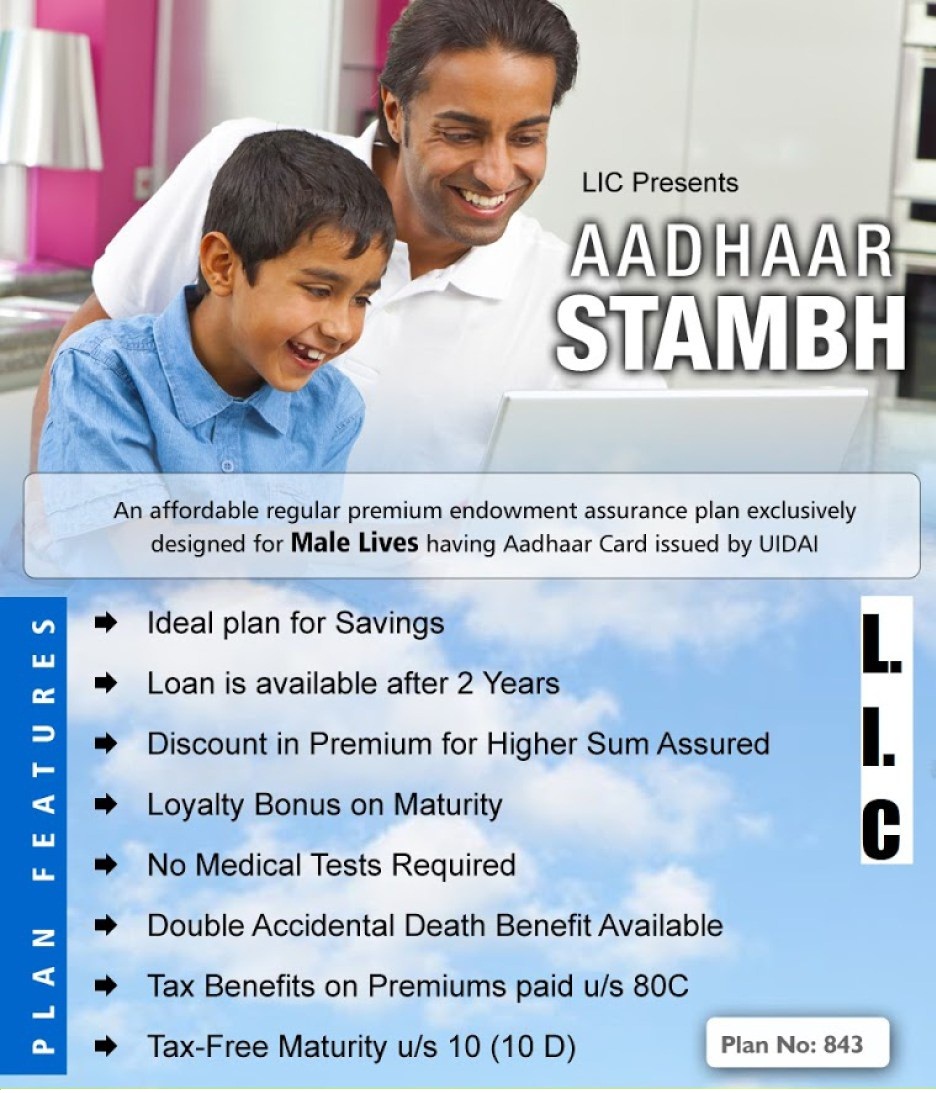 LIC Presents
AADHAAR
STAMBH
An affordable regular premium endowment assurance plan exclusively
designed for Male Lives having Aadhaar Card issued by UIDAI
PLAN FEATURES
➡ Ideal plan for Savings
➡ Loan is available after 2 Years
➡ Discount in Premium for Higher Sum Assured
➡ Loyalty Bonus on Maturity
➡ No Medical Tests Required
➡ Double Accidental Death Benefit Available
➡ Tax Benefits on Premiums paid u/s 80C
➡ Tax-Free Maturity u/s 10 (10 D)
L.
I.
C
Plan No: 843